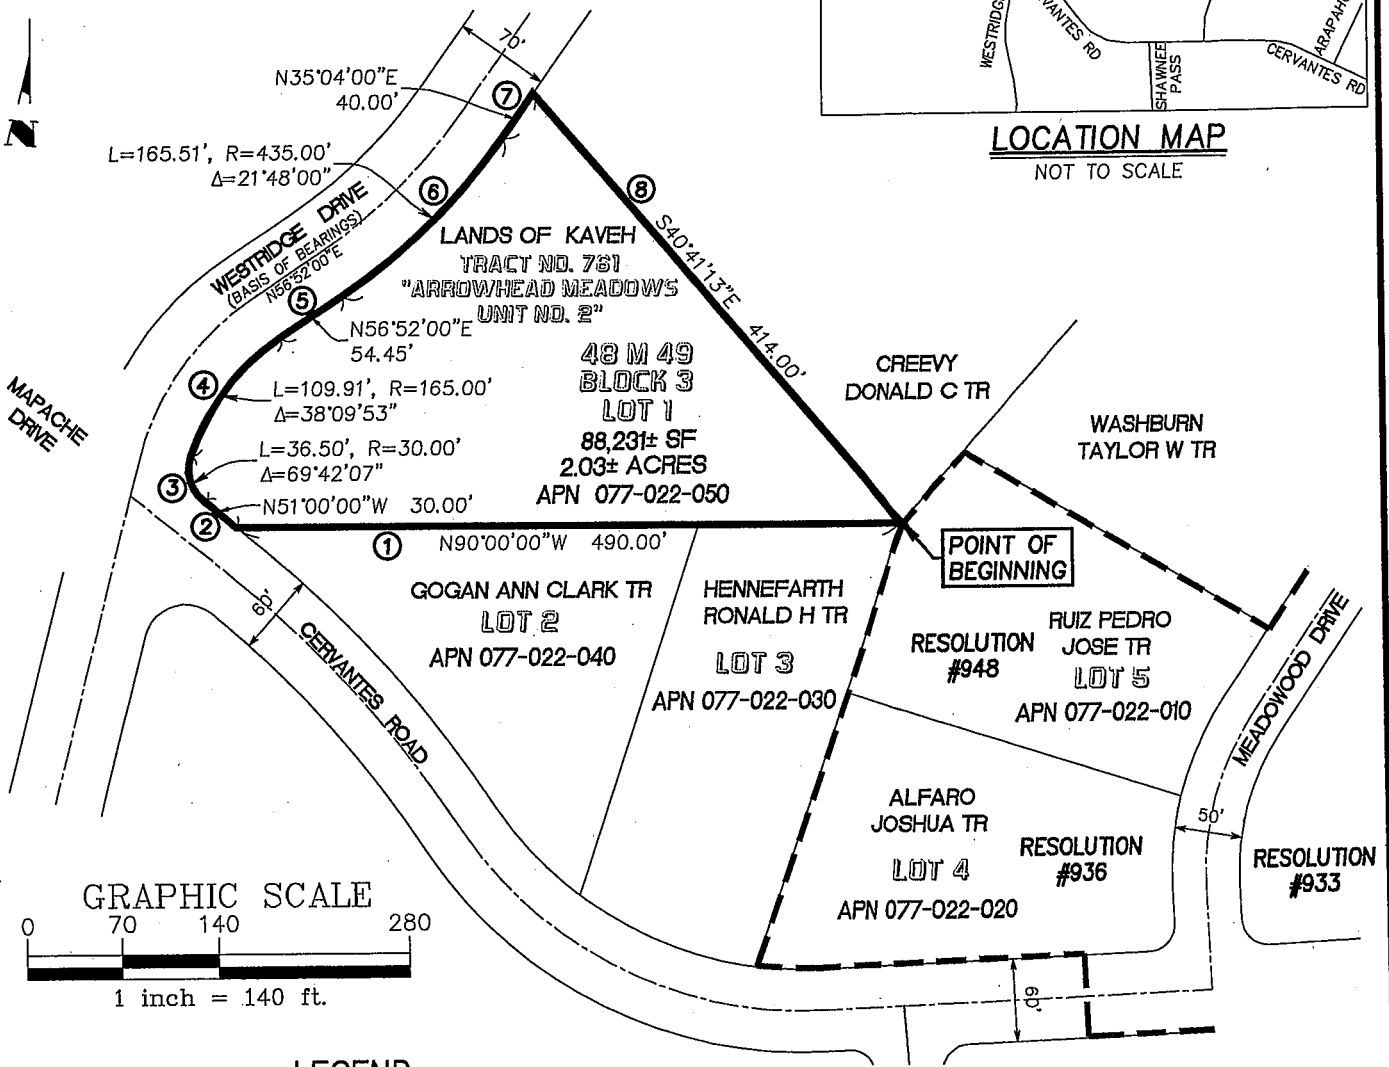 70'
N35°04'00"E
40.00'
7
N
L=165.51', R=435.00'
Δ=21°48'00"
6
8
WESTRIDGE DRIVE
(BASIS OF BEARINGS)
N56°52'00"E
5
LANDS OF KAVEH
TRACT NO. 761
"ARROWHEAD MEADOWS
UNIT NO. 2"
S40°41'13"E 414.00'
N56°52'00"E
54.45'
48 M 49
BLOCK 3
LOT 1
88,231± SF
2.03± ACRES
APN 077-022-050
4
L=109.91', R=165.00'
Δ=38°09'53"
MAPACHE
DRIVE
L=36.50', R=30.00'
Δ=69°42'07"
3
N51°00'00"W 30.00'
2
1
N90°00'00"W 490.00'
WESTRIDG
CERVANTES RD
SHAWNEE
PASS
ARAPAHO
CERVANTES RD
LOCATION MAP
NOT TO SCALE
CREEVY
DONALD C TR
WASHBURN
TAYLOR W TR
POINT OF
BEGINNING
GOGAN ANN CLARK TR
LOT 2
APN 077-022-040
HENNEFARTH
RONALD H TR
LOT 3
APN 077-022-030
RESOLUTION
#948
RUIZ PEDRO
JOSE TR
LOT 5
APN 077-022-010
60'
CERVANTES ROAD
MEADOWOOD DRIVE
ALFARO
JOSHUA TR
LOT 4
APN 077-022-020
RESOLUTION
#936
50'
RESOLUTION
#933
60'
GRAPHIC SCALE
0 70 140 280
1 inch = 140 ft.
LEGEND